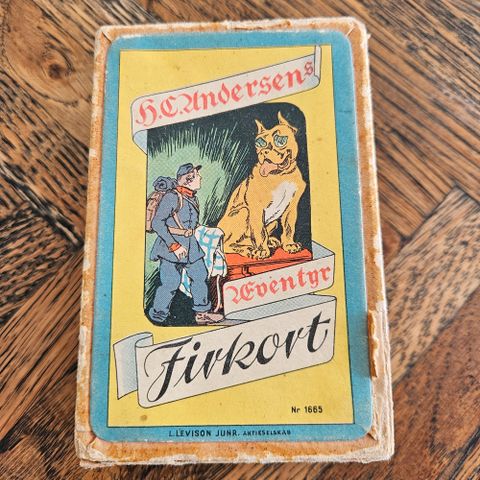 H.C. Andersens
Æventyr
Firkort
Nr 1665
L. LEVISON JUNR. AKTIESELSKAB